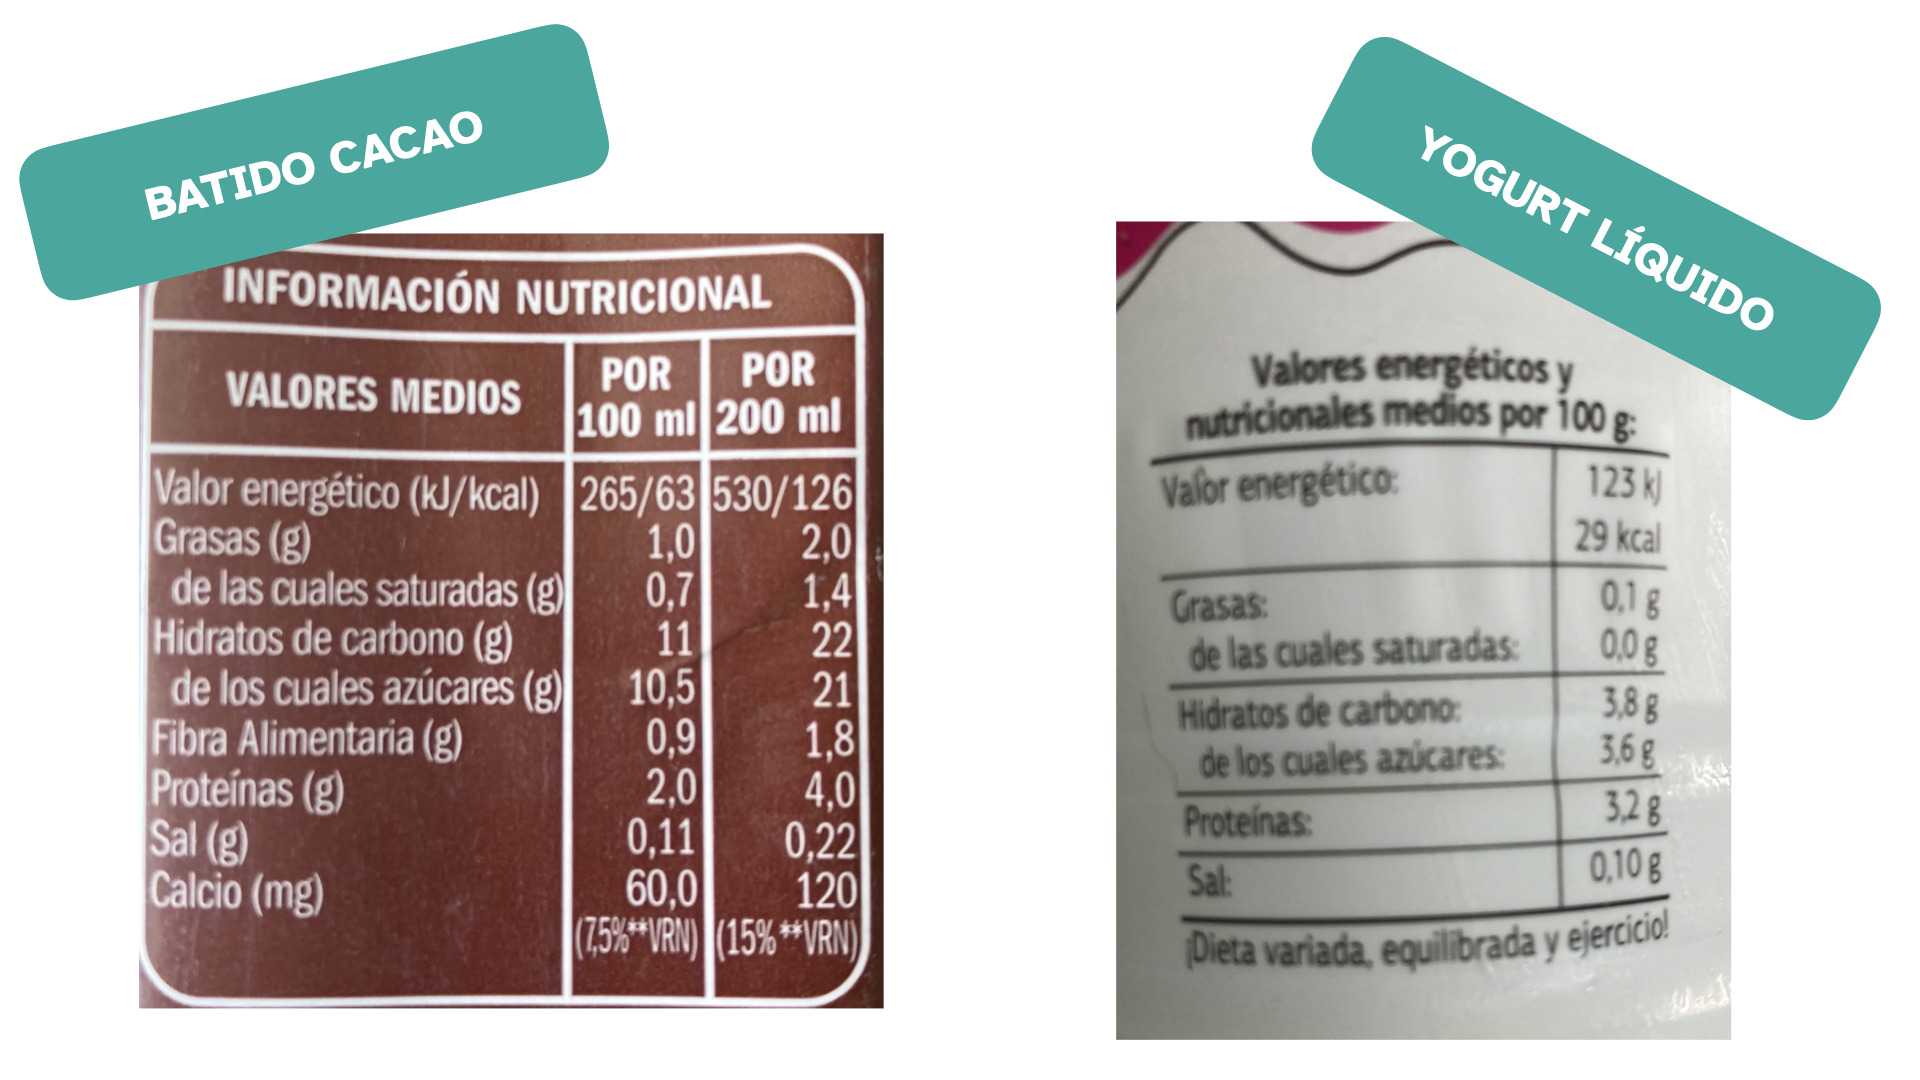 BATIDO CACAO
INFORMACIÓN NUTRICIONAL
VALORES MEDIOS POR 100 ml POR 200 ml
Valor energético (kJ/kcal) 265/63 530/126
Grasas (g) 1,0 2,0
de las cuales saturadas (g) 0,7 1,4
Hidratos de carbono (g) 11 22
de los cuales azúcares (g) 10,5 21
Fibra Alimentaria (g) 0,9 1,8
Proteínas (g) 2,0 4,0
Sal (g) 0,11 0,22
Calcio (mg) 60,0 120
(7,5%**VRN) (15%**VRN)
YOGURT LÍQUIDO
Valores energéticos y
nutricionales medios por 100 g:
Valor energético: 123 kJ
29 kcal
Grasas: 0,1 g
de las cuales saturadas: 0,0 g
Hidratos de carbono: 3,8 g
de los cuales azúcares: 3,6 g
Proteínas: 3,2 g
Sal: 0,10 g
¡Dieta variada, equilibrada y ejercicio!